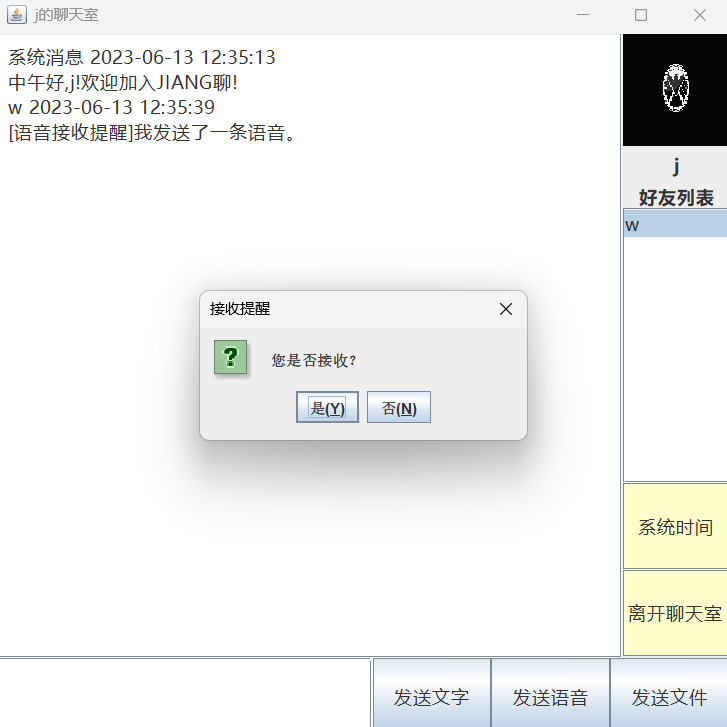 j的聊天室
系统消息 2023-06-13 12:35:13
中午好,j!欢迎加入JIANG聊!
w 2023-06-13 12:35:39
[语音接收提醒]我发送了一条语音。
j
好友列表
w
接收提醒
?
您是否接收?
是(Y)
否(N)
系统时间
离开聊天室
发送文字
发送语音
发送文件